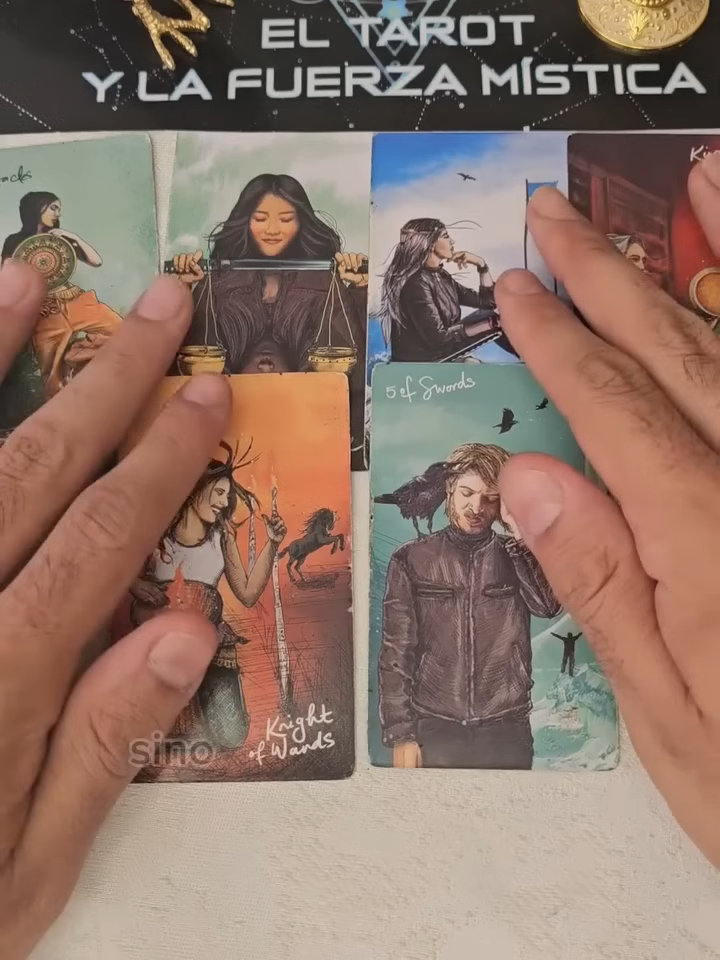 EL TAROT
Y LA FUERZA MÍSTICA
5 of Swords
Knight
of Wands
sino